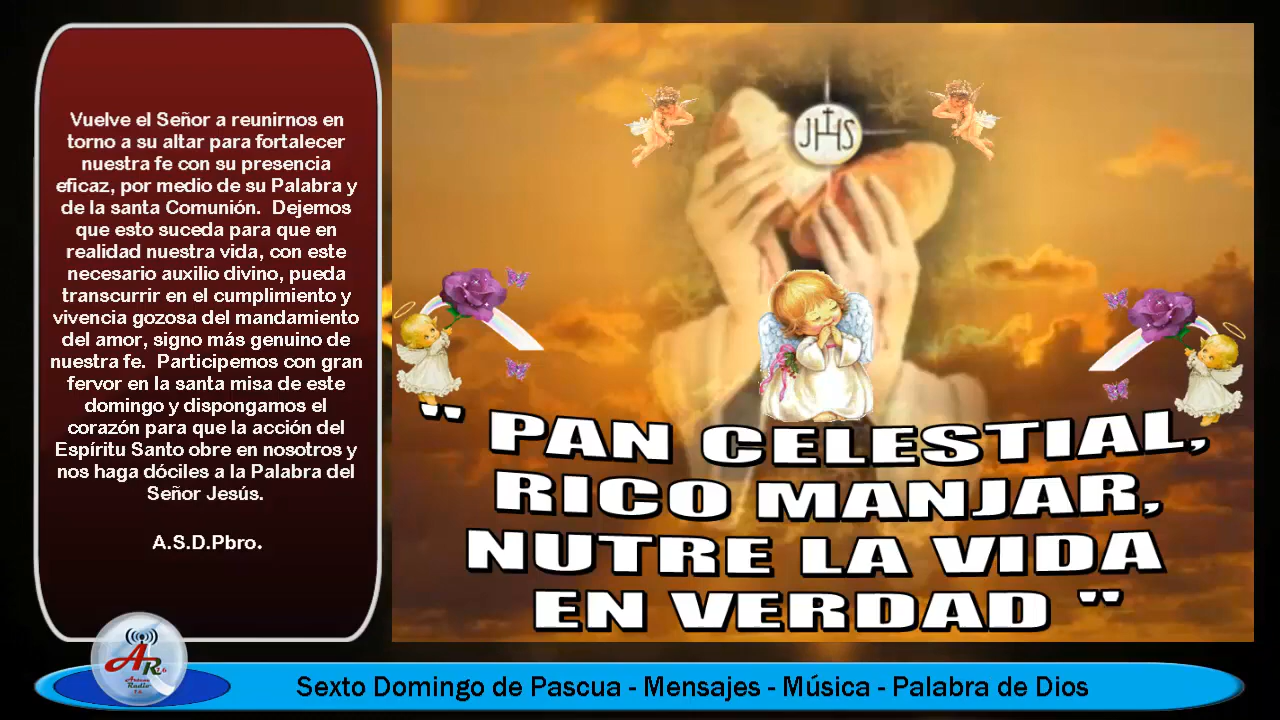 Vuelve el Señor a reunirnos en
torno a su altar para fortalecer
nuestra fe con su presencia
eficaz, por medio de su Palabra y
de la santa Comunión.  Dejemos
que esto suceda para que en
realidad nuestra vida, con este
necesario auxilio divino, pueda
transcurrir en el cumplimiento y
vivencia gozosa del mandamiento
del amor, signo más genuino de
nuestra fe.  Participemos con gran
fervor en la santa misa de este
domingo y dispongamos el
corazón para que la acción del
Espíritu Santo obre en nosotros y
nos haga dóciles a la Palabra del
Señor Jesús.
A.S.D.Pbro.
JHS
" PAN CELESTIAL,
RICO MANJAR,
NUTRE LA VIDA
EN VERDAD "
AR
Radio
Sexto Domingo de Pascua - Mensajes - Música - Palabra de Dios